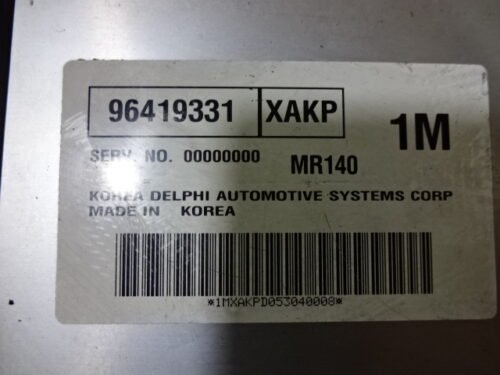 96419331 XAKP 1M
SERV. NO. 00000000 MR140
KOREA DELPHI AUTOMOTIVE SYSTEMS CORP
MADE IN KOREA
*1MXAKPD053040008*